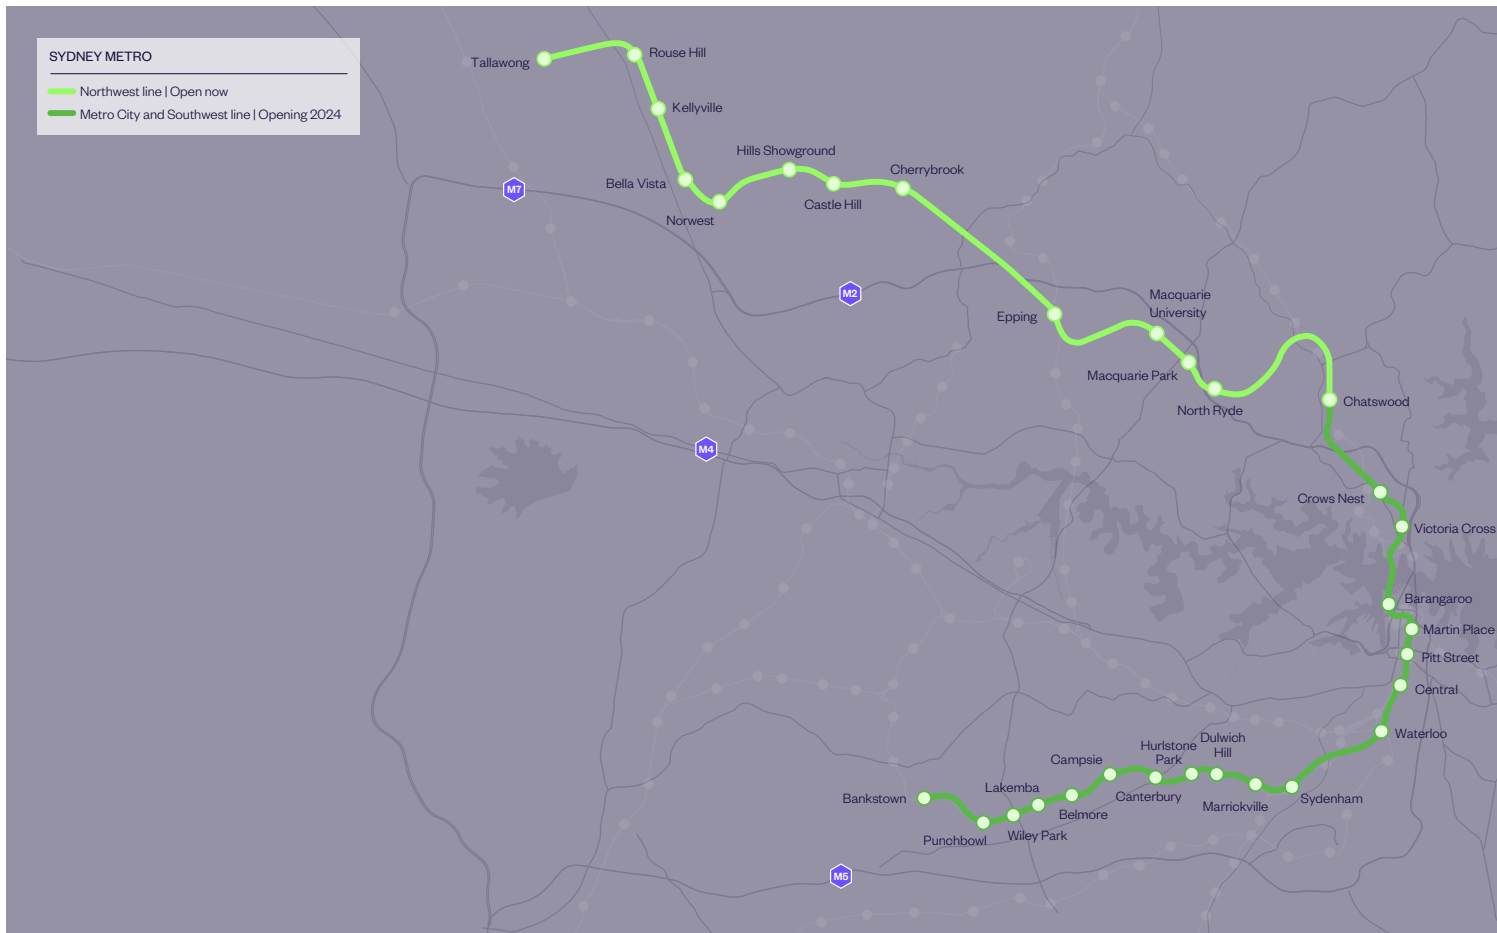 SYDNEY METRO
Northwest line | Open now
Metro City and Southwest line | Opening 2024
Tallawong
Rouse Hill
Kellyville
Hills Showground
Cherrybrook
Bella Vista
M7
Castle Hill
Norwest
M2
Macquarie
University
Epping
Macquarie Park
Chatswood
North Ryde
M4
Crows Nest
Victoria Cross
Barangaroo
Martin Place
Pitt Street
Central
Waterloo
Dulwich
Hill
Hurlstone
Park
Campsie
Lakemba
Bankstown
Canterbury
Sydenham
Marrickville
Belmore
Wiley Park
Punchbowl
M5